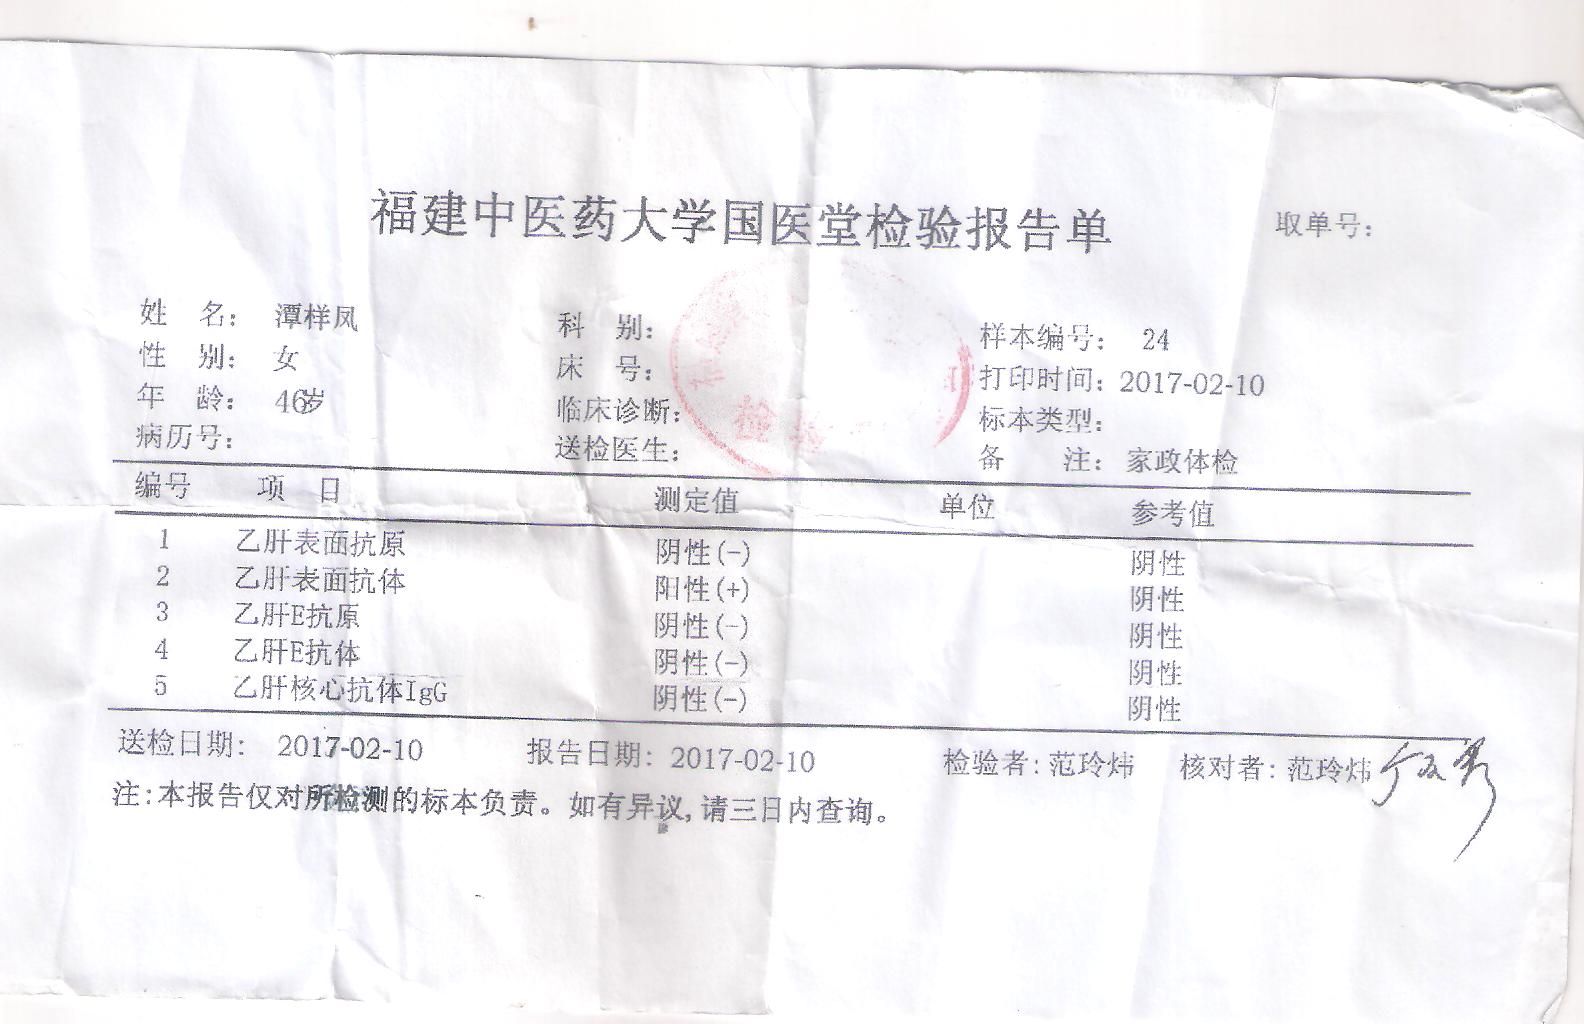 福建中医药大学国医堂检验报告单 取单号:
姓 名: 潭样凤 科 别: 样本编号: 24
性 别: 女 床 号: 打印时间: 2017-02-10
年 龄: 46岁 临床诊断: 标本类型:
病历号: 送检医生: 备 注: 家政体检
编号 项 目 测定值 单位 参考值
1 乙肝表面抗原 阴性(-) 阴性
2 乙肝表面抗体 阳性(+) 阴性
3 乙肝E抗原 阴性(-) 阴性
4 乙肝E抗体 阴性(-) 阴性
5 乙肝核心抗体IgG 阴性(-) 阴性
送检日期: 2017-02-10 报告日期: 2017-02-10 检验者: 范玲炜 核对者: 范玲炜
注:本报告仅对所检测的标本负责。如有异议,请三日内查询。